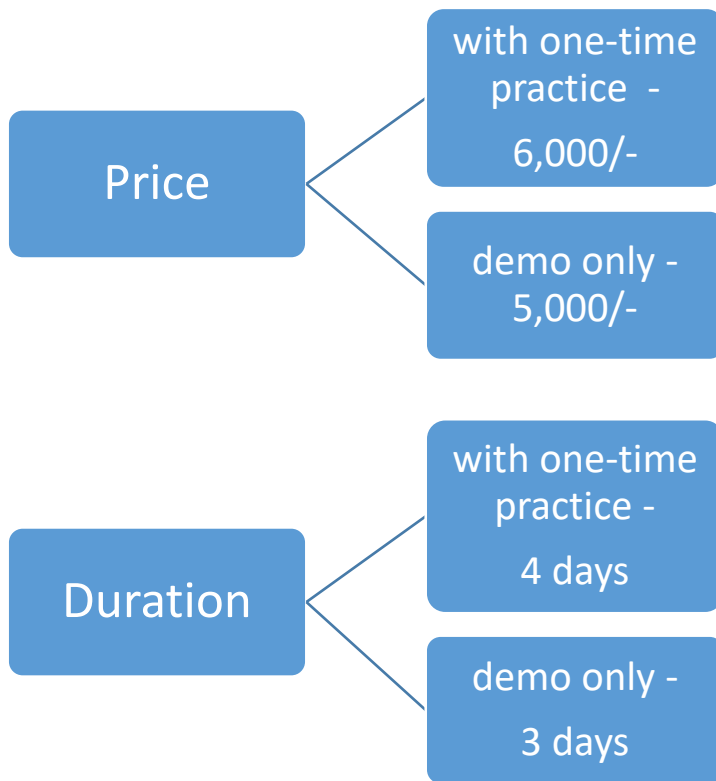 Price
with one-time
practice -
6,000/-
demo only -
5,000/-
Duration
with one-time
practice -
4 days
demo only -
3 days